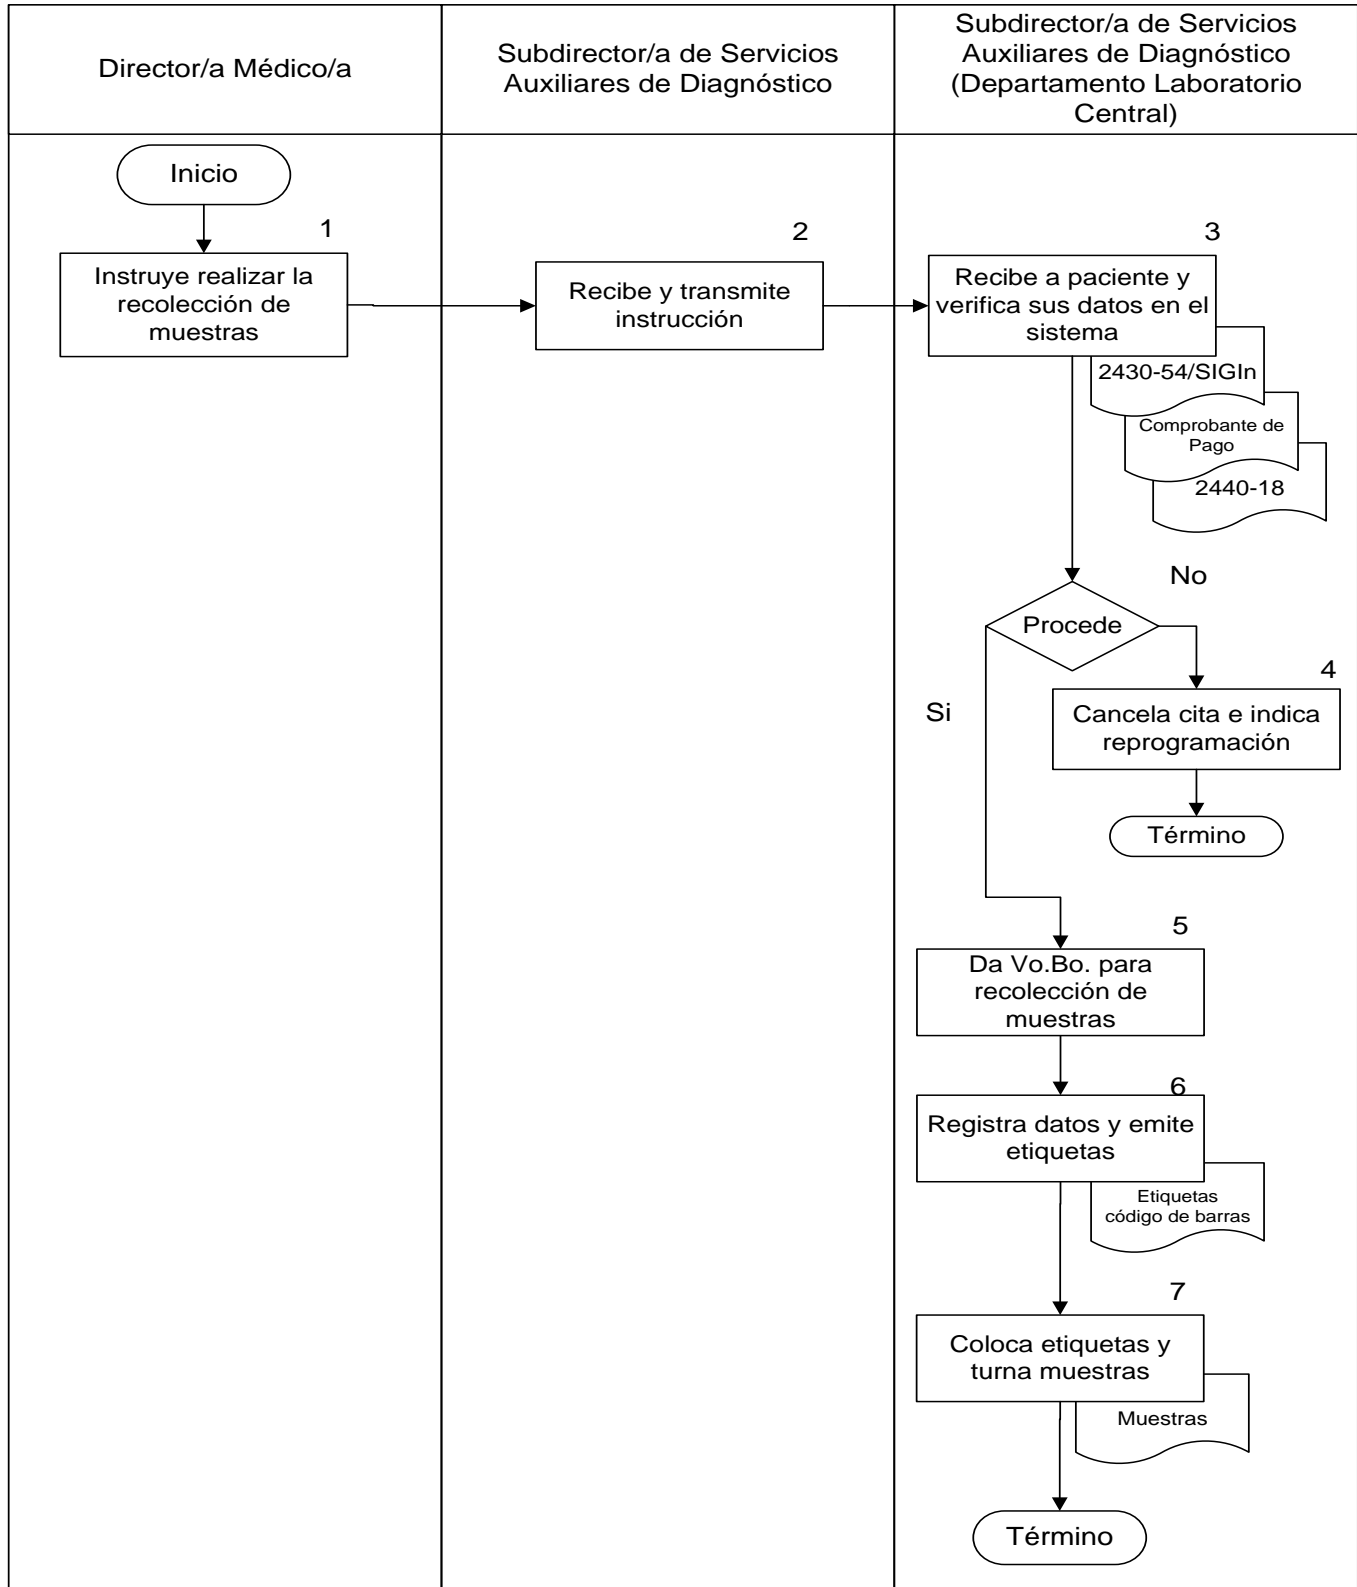 Director/a Médico/a
Subdirector/a de Servicios
Auxiliares de Diagnóstico
Subdirector/a de Servicios
Auxiliares de Diagnóstico
(Departamento Laboratorio
Central)
Inicio
1
Instruye realizar la
recolección de
muestras
2
Recibe y transmite
instrucción
3
Recibe a paciente y
verifica sus datos en el
sistema
2430-54/SIGIn
Comprobante de
Pago
2440-18
No
Procede
Si
4
Cancela cita e indica
reprogramación
Término
5
Da Vo.Bo. para
recolección de
muestras
6
Registra datos y emite
etiquetas
Etiquetas
código de barras
7
Coloca etiquetas y
turna muestras
Muestras
Término